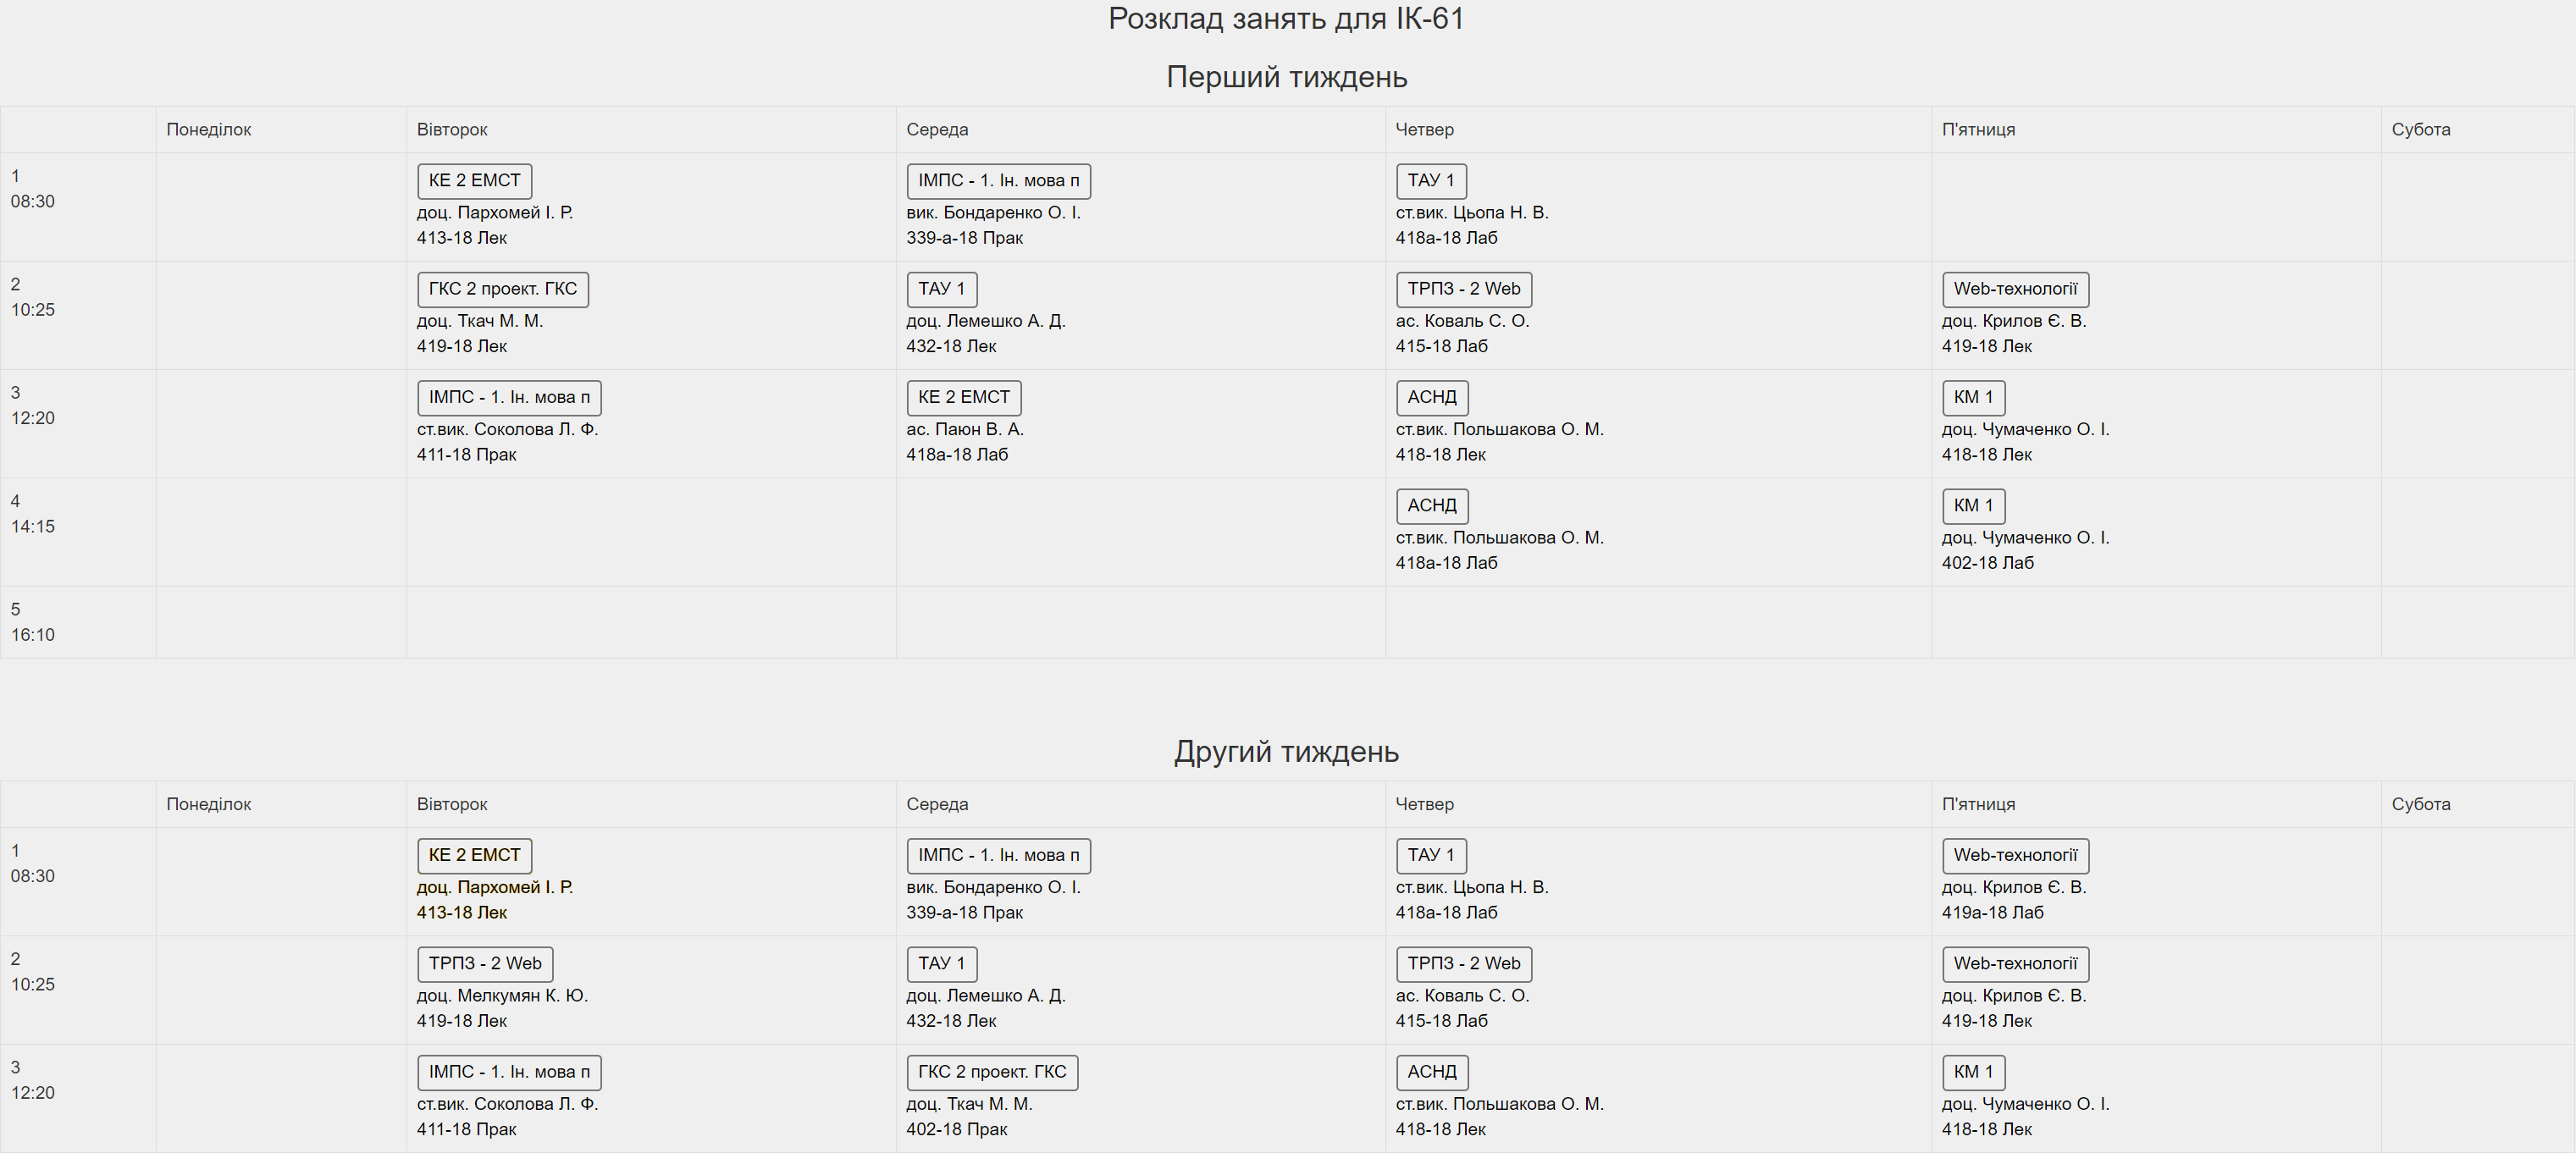 Розклад занять для ІК-61
Перший тиждень
Понеділок Вівторок Середа Четвер П'ятниця Субота
1
08:30
КЕ 2 ЕМСТ
доц. Пархомей І. Р.
413-18 Лек
ІМПС - 1. Ін. мова п
вик. Бондаренко О. І.
339-а-18 Прак
ТАУ 1
ст.вик. Цьопа Н. В.
418а-18 Лаб
2
10:25
ГКС 2 проект. ГКС
доц. Ткач М. М.
419-18 Лек
ТАУ 1
доц. Лемешко А. Д.
432-18 Лек
ТРПЗ - 2 Web
ас. Коваль С. О.
415-18 Лаб
Web-технології
доц. Крилов Є. В.
419-18 Лек
3
12:20
ІМПС - 1. Ін. мова п
ст.вик. Соколова Л. Ф.
411-18 Прак
КЕ 2 ЕМСТ
ас. Паюн В. А.
418а-18 Лаб
АСНД
ст.вик. Польшакова О. М.
418-18 Лек
КМ 1
доц. Чумаченко О. І.
418-18 Лек
4
14:15
АСНД
ст.вик. Польшакова О. М.
418а-18 Лаб
КМ 1
доц. Чумаченко О. І.
402-18 Лаб
5
16:10
Другий тиждень
Понеділок Вівторок Середа Четвер П'ятниця Субота
1
08:30
КЕ 2 ЕМСТ
доц. Пархомей І. Р.
413-18 Лек
ІМПС - 1. Ін. мова п
вик. Бондаренко О. І.
339-а-18 Прак
ТАУ 1
ст.вик. Цьопа Н. В.
418а-18 Лаб
Web-технології
доц. Крилов Є. В.
419а-18 Лаб
2
10:25
ТРПЗ - 2 Web
доц. Мелкумян К. Ю.
419-18 Лек
ТАУ 1
доц. Лемешко А. Д.
432-18 Лек
ТРПЗ - 2 Web
ас. Коваль С. О.
415-18 Лаб
Web-технології
доц. Крилов Є. В.
419-18 Лек
3
12:20
ІМПС - 1. Ін. мова п
ст.вик. Соколова Л. Ф.
411-18 Прак
ГКС 2 проект. ГКС
доц. Ткач М. М.
402-18 Прак
АСНД
ст.вик. Польшакова О. М.
418-18 Лек
КМ 1
доц. Чумаченко О. І.
418-18 Лек